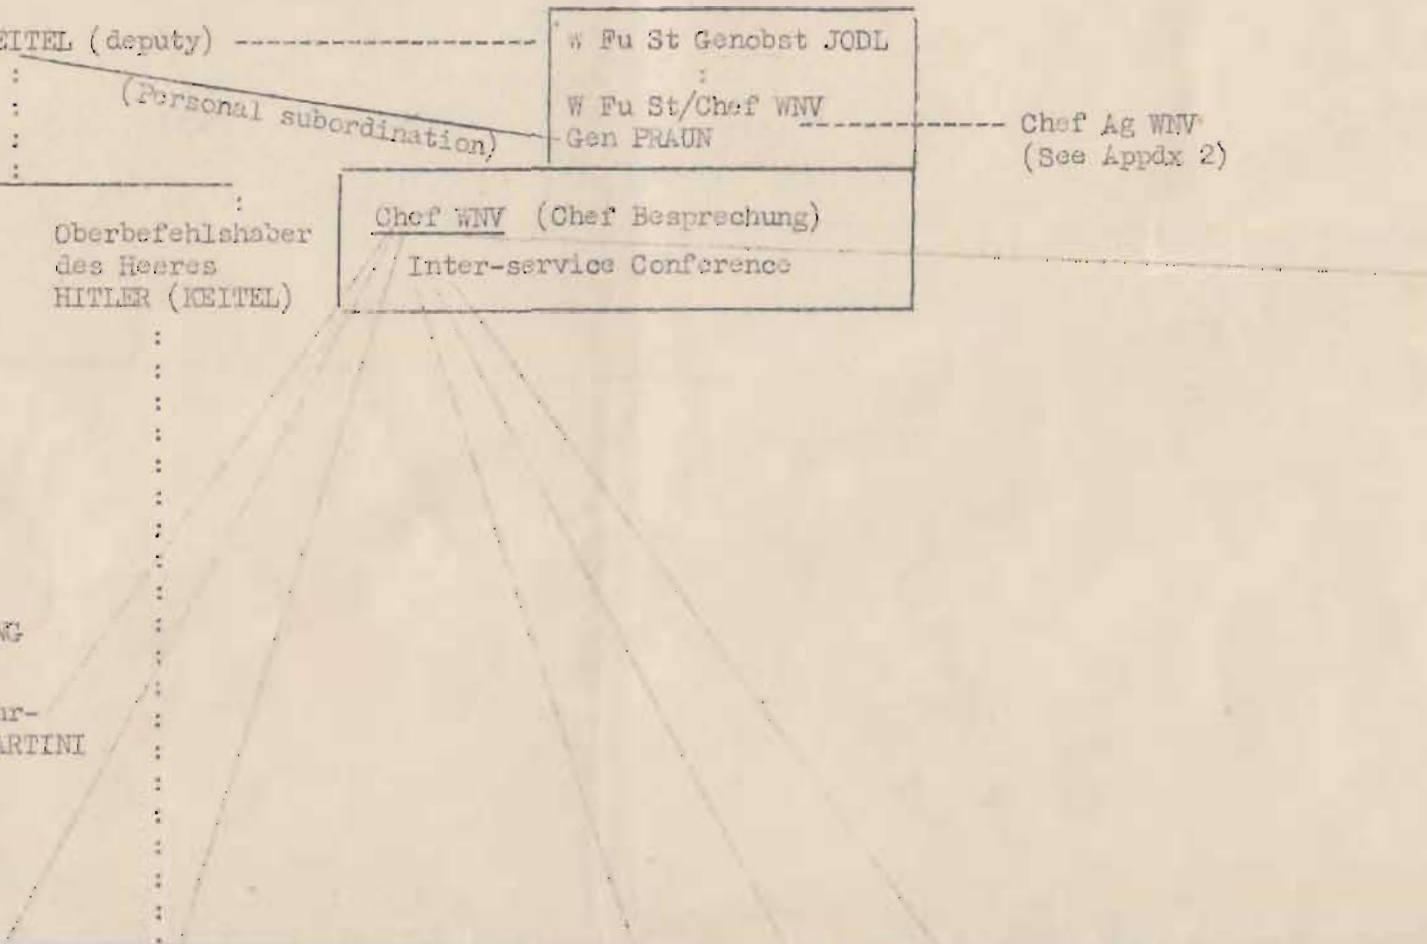 EITEL (deputy)
(Personal subordination)
W Fu St Genobst JODL
W Fu St/Chef WNV
Gen PRAUN
Chef Ag WNV
(See Appdx 2)
Oberbefehlshaber
des Heeres
HITLER (KEITEL)
Chef WNV (Chef Besprechung)
Inter-service Conference
NG
hr-
ARTINI